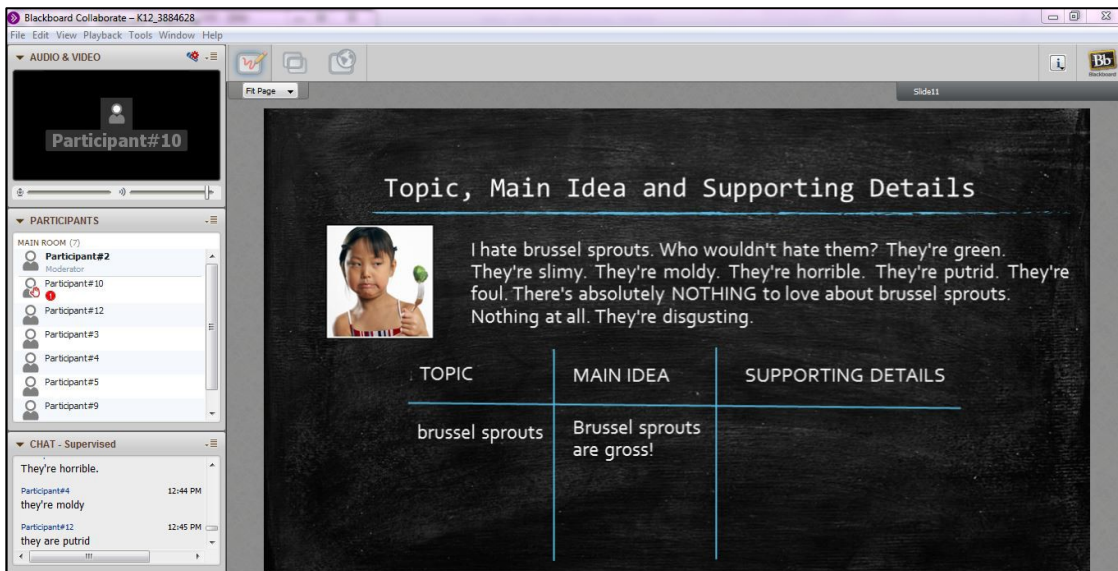 Blackboard Collaborate – K12_3884628
File Edit View Playback Tools Window Help
AUDIO & VIDEO
Participant#10
PARTICIPANTS
MAIN ROOM (7)
Participant#2
Moderator
Participant#10
Participant#12
Participant#3
Participant#4
Participant#5
Participant#9
CHAT - Supervised
They're horrible.
Participant#4 12:44 PM
they're moldy
Participant#12 12:45 PM
they are putrid
Fit Page
Slide11
Bb
Blackboard
Topic, Main Idea and Supporting Details
I hate brussel sprouts. Who wouldn't hate them? They're green.
They're slimy. They're moldy. They're horrible. They're putrid. They're
foul. There's absolutely NOTHING to love about brussel sprouts.
Nothing at all. They're disgusting.
TOPIC MAIN IDEA SUPPORTING DETAILS
brussel sprouts
Brussel sprouts
are gross!